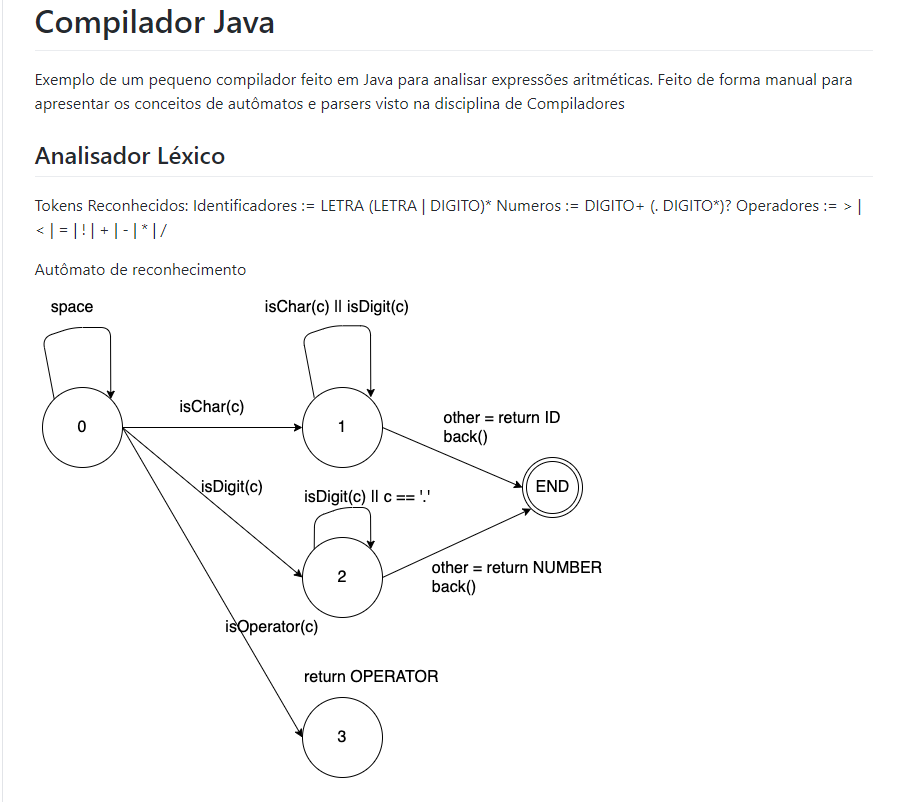 Compilador Java
Exemplo de um pequeno compilador feito em Java para analisar expressões aritméticas. Feito de forma manual para
apresentar os conceitos de autômatos e parsers visto na disciplina de Compiladores
Analisador Léxico
Tokens Reconhecidos: Identificadores := LETRA (LETRA | DIGITO)* Numeros := DIGITO+ (. DIGITO*)? Operadores := > |
< | = | ! | + | - | * | /
Autômato de reconhecimento
space
isChar(c) || isDigit(c)
isChar(c)
0
1
other = return ID
back()
isDigit(c)
isDigit(c) || c == '.'
END
2
other = return NUMBER
back()
isOperator(c)
return OPERATOR
3